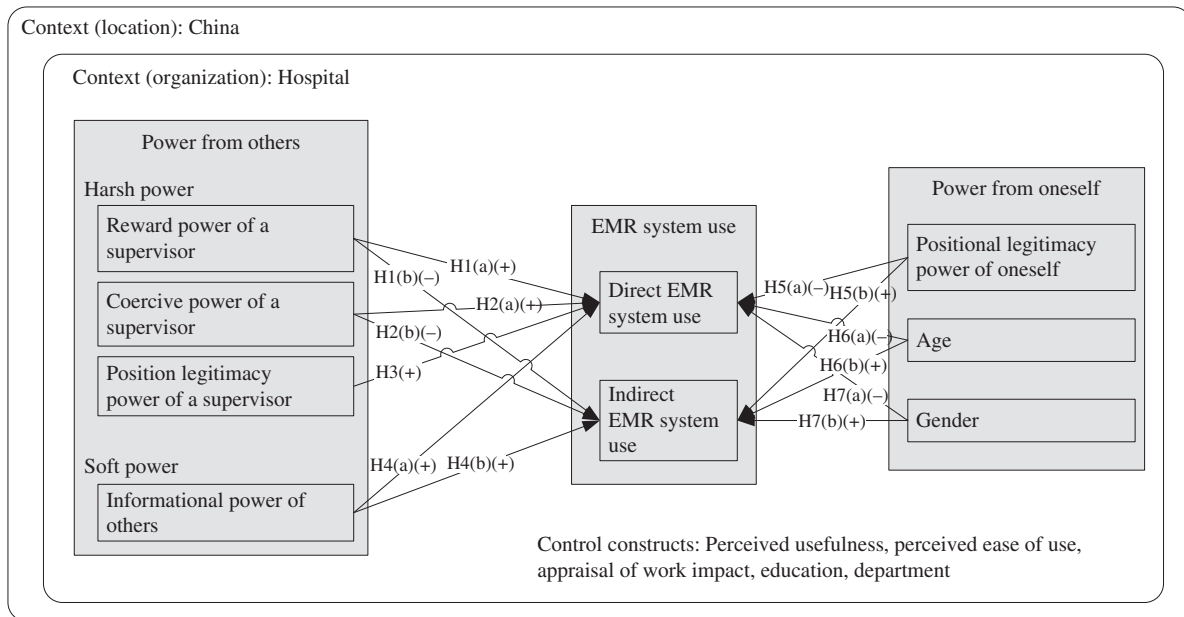 Context (location): China
Context (organization): Hospital
Power from others
Harsh power
Reward power of a
supervisor
Coercive power of a
supervisor
Position legitimacy
power of a supervisor
Soft power
Informational power of
others
H1(a)(+)
H1(b)(–)
H2(a)(+)
H2(b)(–)
H3(+)
H4(a)(+)
H4(b)(+)
EMR system use
Direct EMR
system use
Indirect
EMR system
use
H5(a)(–)
H5(b)(+)
H6(a)(–)
H6(b)(+)
H7(a)(–)
H7(b)(+)
Power from oneself
Positional legitimacy
power of oneself
Age
Gender
Control constructs: Perceived usefulness, perceived ease of use,
appraisal of work impact, education, department